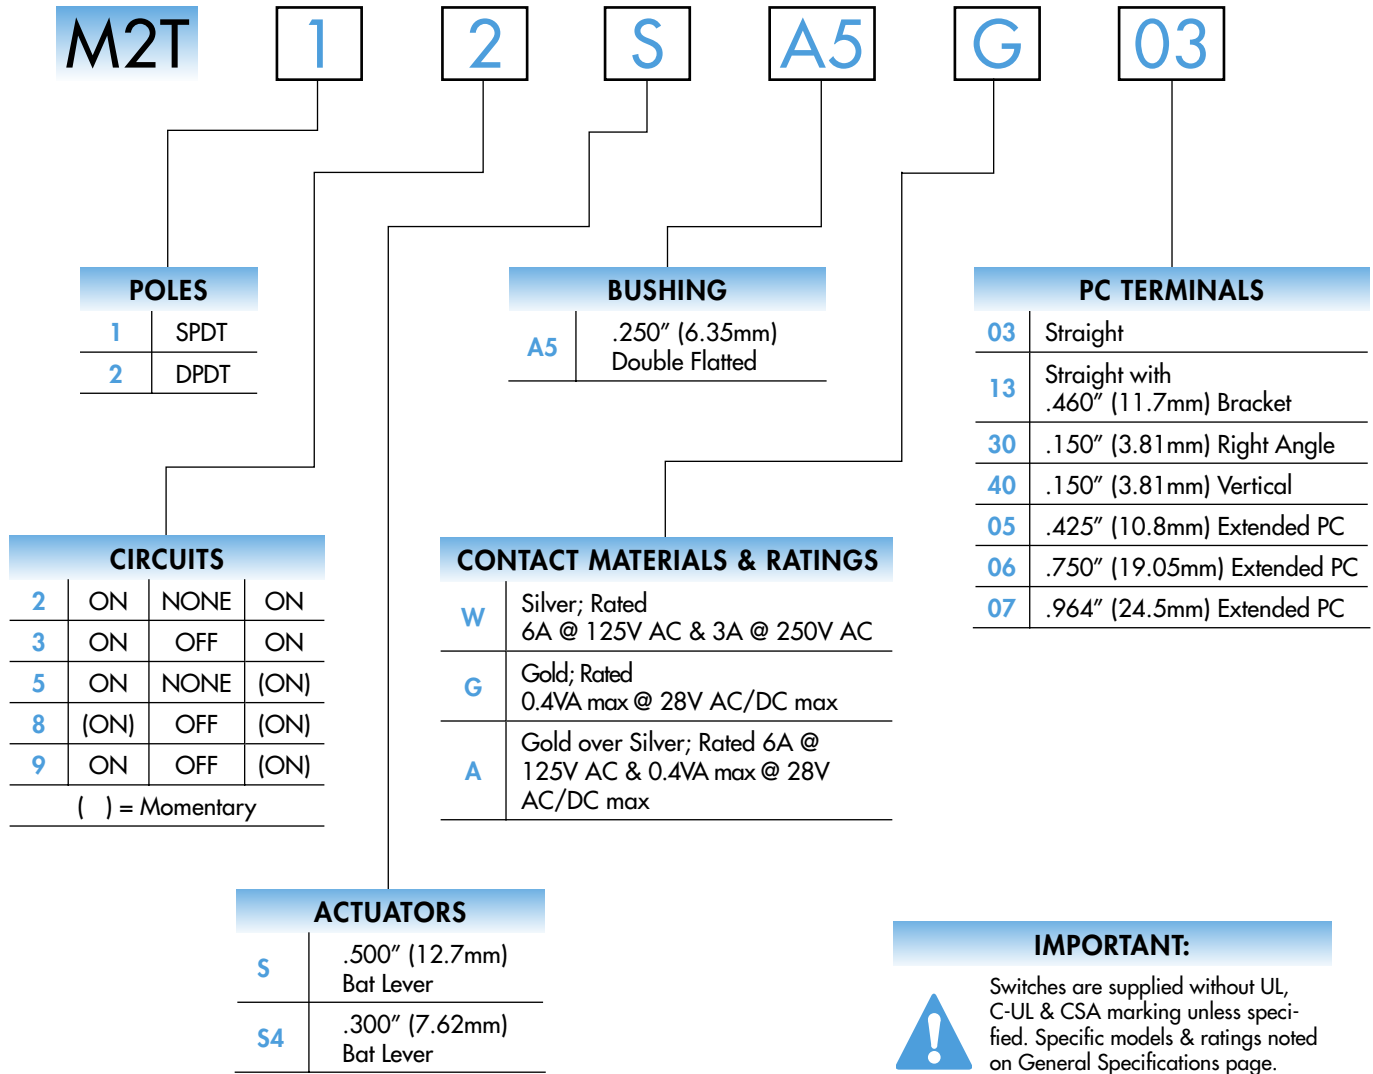 M2T 1 2 S A5 G 03
POLES
1 SPDT
2 DPDT
BUSHING
A5 .250″ (6.35mm)
Double Flatted
PC TERMINALS
03 Straight
13 Straight with
.460″ (11.7mm) Bracket
30 .150″ (3.81mm) Right Angle
40 .150″ (3.81mm) Vertical
05 .425″ (10.8mm) Extended PC
06 .750″ (19.05mm) Extended PC
07 .964″ (24.5mm) Extended PC
CIRCUITS
2 ON NONE ON
3 ON OFF ON
5 ON NONE (ON)
8 (ON) OFF (ON)
9 ON OFF (ON)
( ) = Momentary
CONTACT MATERIALS & RATINGS
W Silver; Rated
6A @ 125V AC & 3A @ 250V AC
G Gold; Rated
0.4VA max @ 28V AC/DC max
A Gold over Silver; Rated 6A @
125V AC & 0.4VA max @ 28V
AC/DC max
ACTUATORS
S .500″ (12.7mm)
Bat Lever
S4 .300″ (7.62mm)
Bat Lever
IMPORTANT:
Switches are supplied without UL,
C-UL & CSA marking unless speci-
fied. Specific models & ratings noted
on General Specifications page.